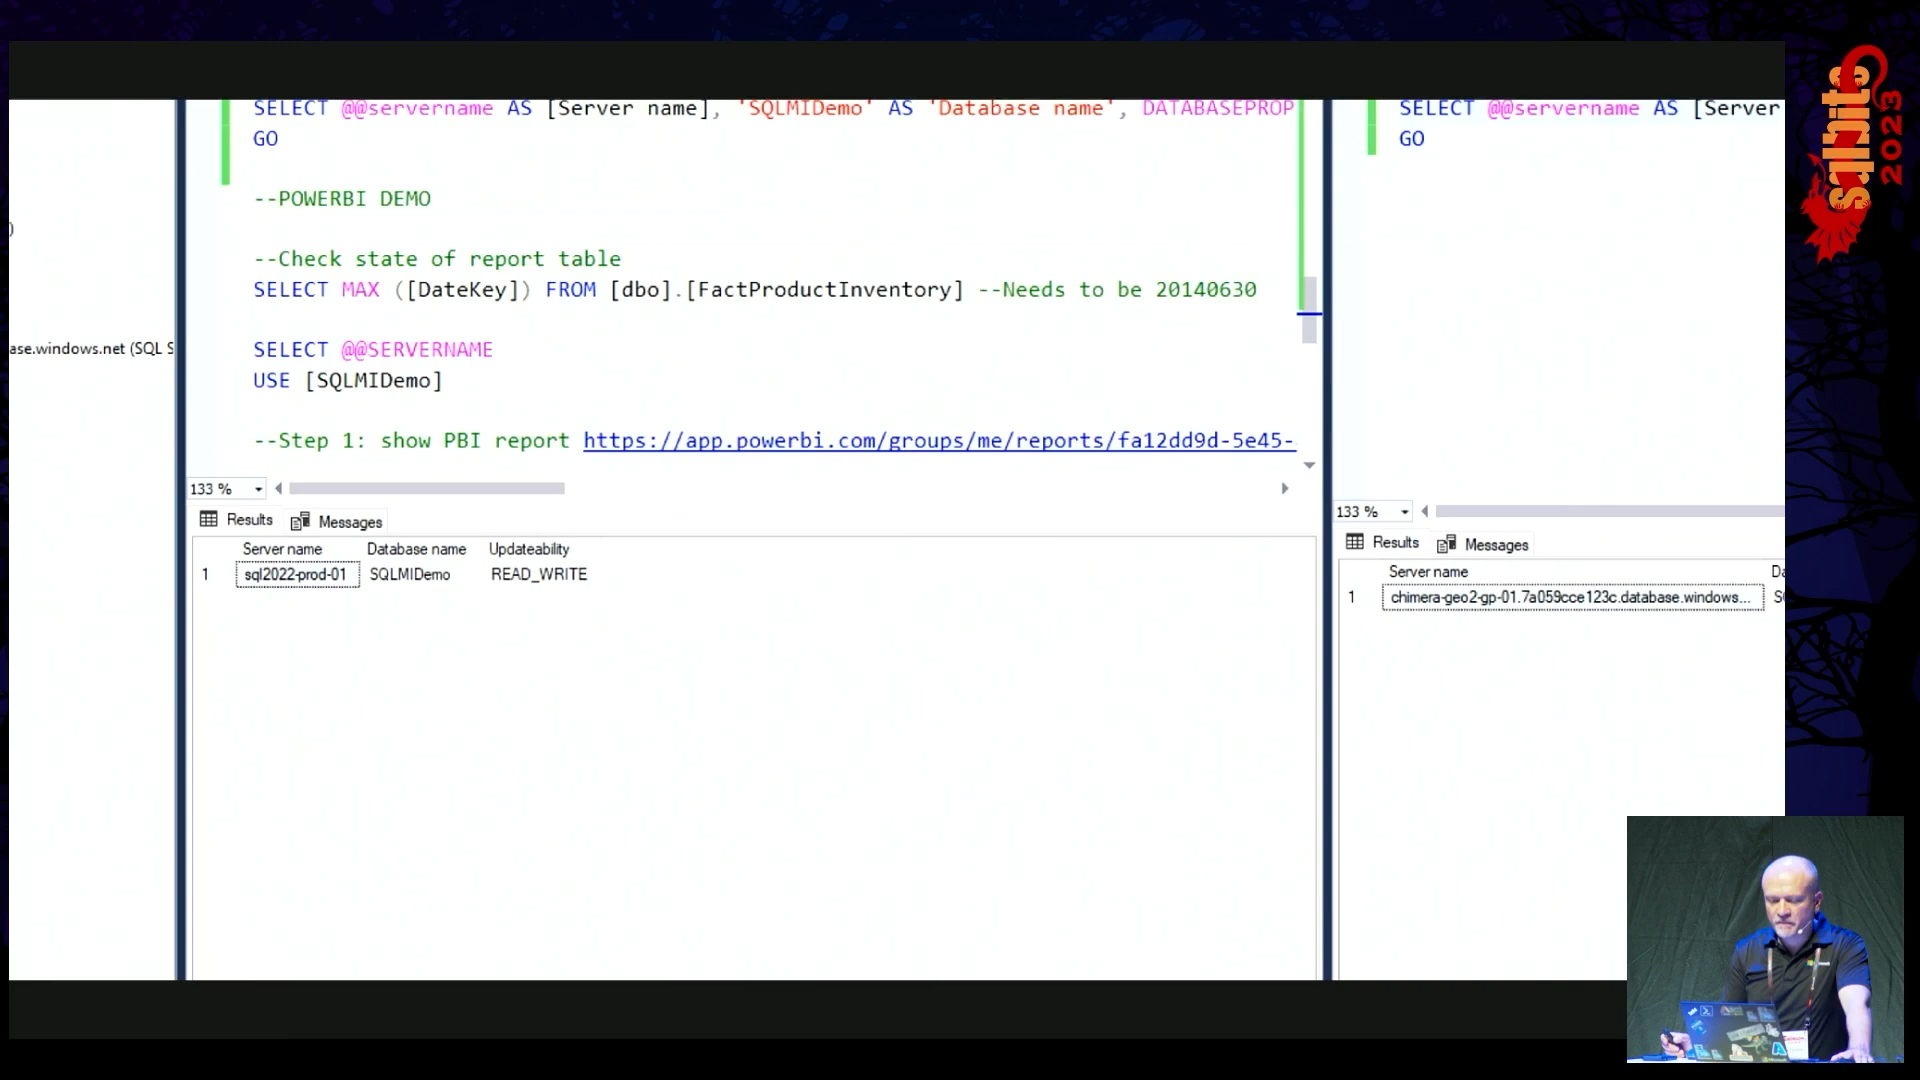 SELECT @@servername AS [Server name], 'SQLMIDemo' AS 'Database name', DATABASEPROP
GO
--POWERBI DEMO
--Check state of report table
SELECT MAX ([DateKey]) FROM [dbo].[FactProductInventory] --Needs to be 20140630
SELECT @@SERVERNAME
USE [SQLMIDemo]
--Step 1: show PBI report https://app.powerbi.com/groups/me/reports/fa12dd9d-5e45-
133 %
Results Messages
Server name Database name Updateability
1 sql2022-prod-01 SQLMIDemo READ_WRITE
)
ase.windows.net (SQL S
SELECT @@servername AS [Server
GO
133 %
Results Messages
Server name Da
1 chimera-geo2-gp-01.7a059cce123c.database.windows...
sqlbits
2023